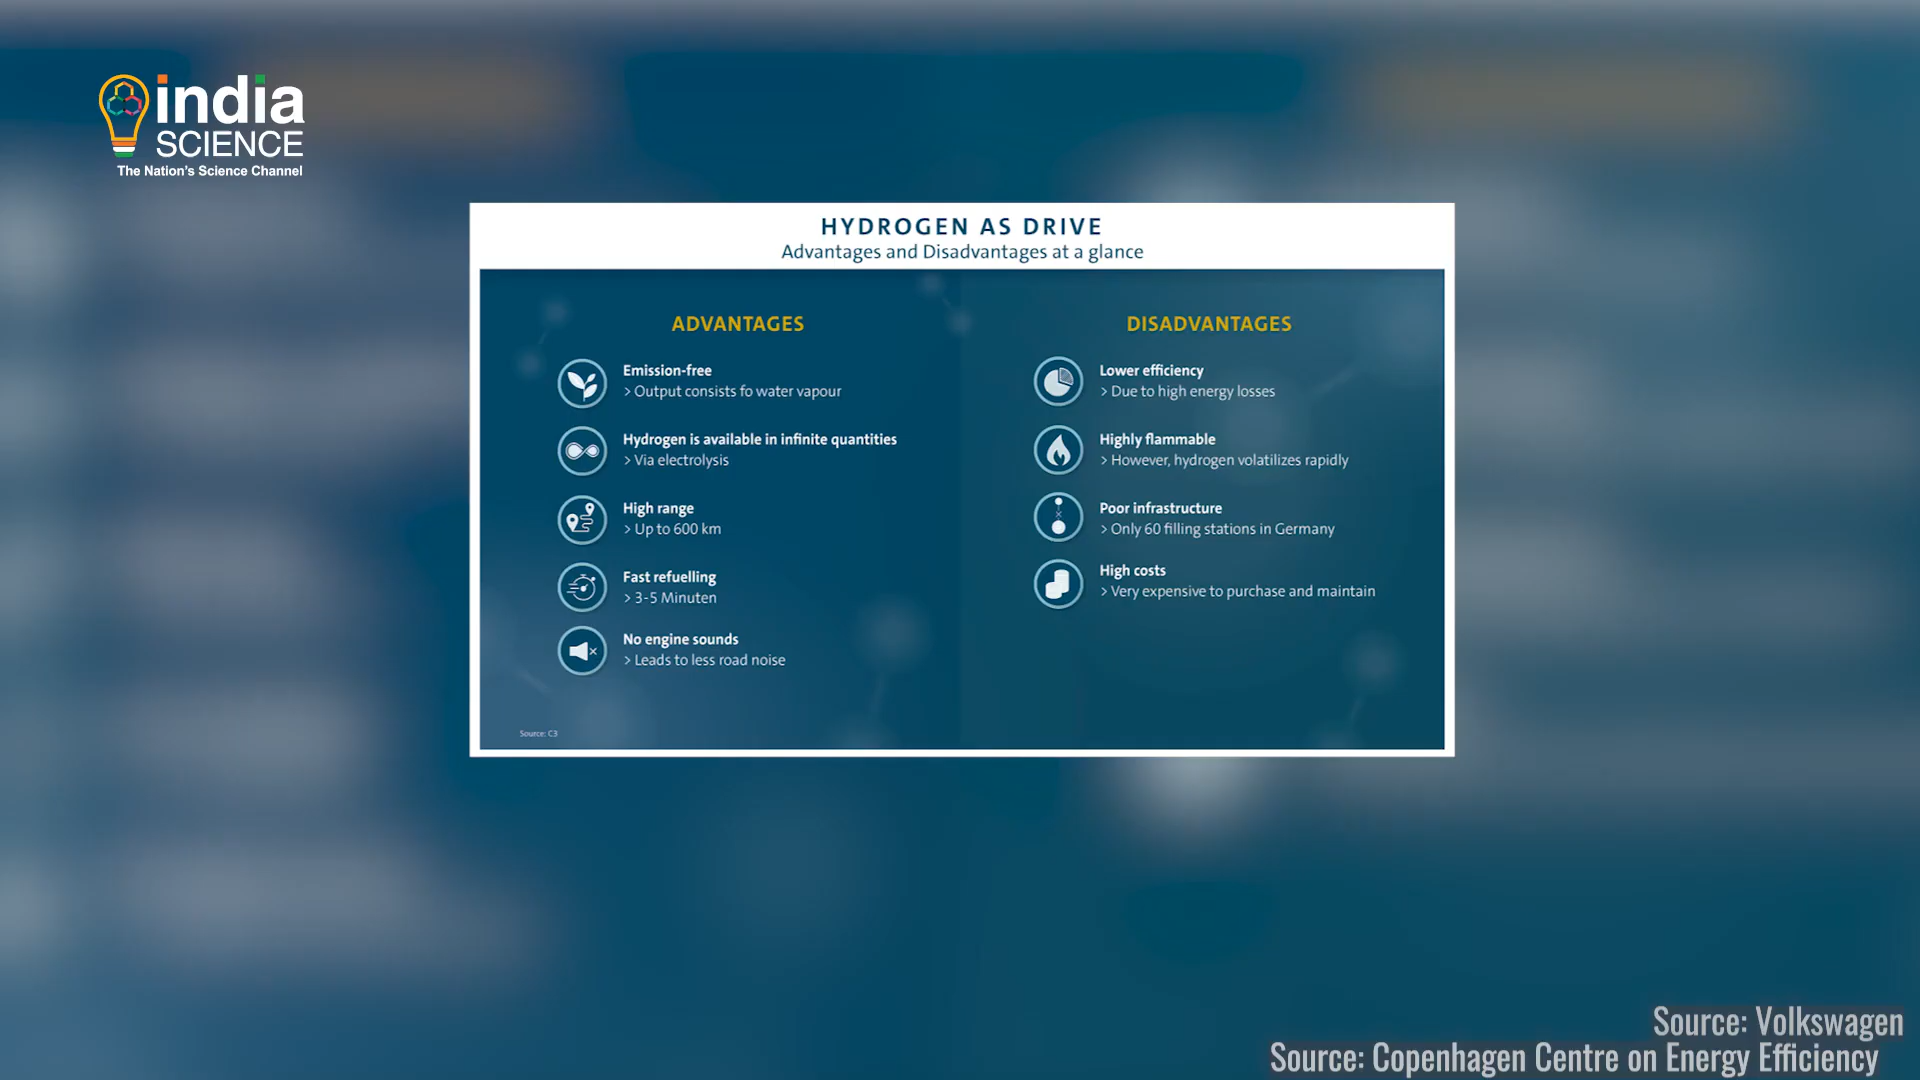 india
SCIENCE
The Nation's Science Channel
HYDROGEN AS DRIVE
Advantages and Disadvantages at a glance
ADVANTAGES
Emission-free
> Output consists fo water vapour
Hydrogen is available in infinite quantities
> Via electrolysis
High range
> Up to 600 km
Fast refuelling
> 3-5 Minuten
No engine sounds
> Leads to less road noise
DISADVANTAGES
Lower efficiency
> Due to high energy losses
Highly flammable
> However, hydrogen volatilizes rapidly
Poor infrastructure
> Only 60 filling stations in Germany
High costs
> Very expensive to purchase and maintain
Source: C3
Source: Volkswagen
Source: Copenhagen Centre on Energy Efficiency